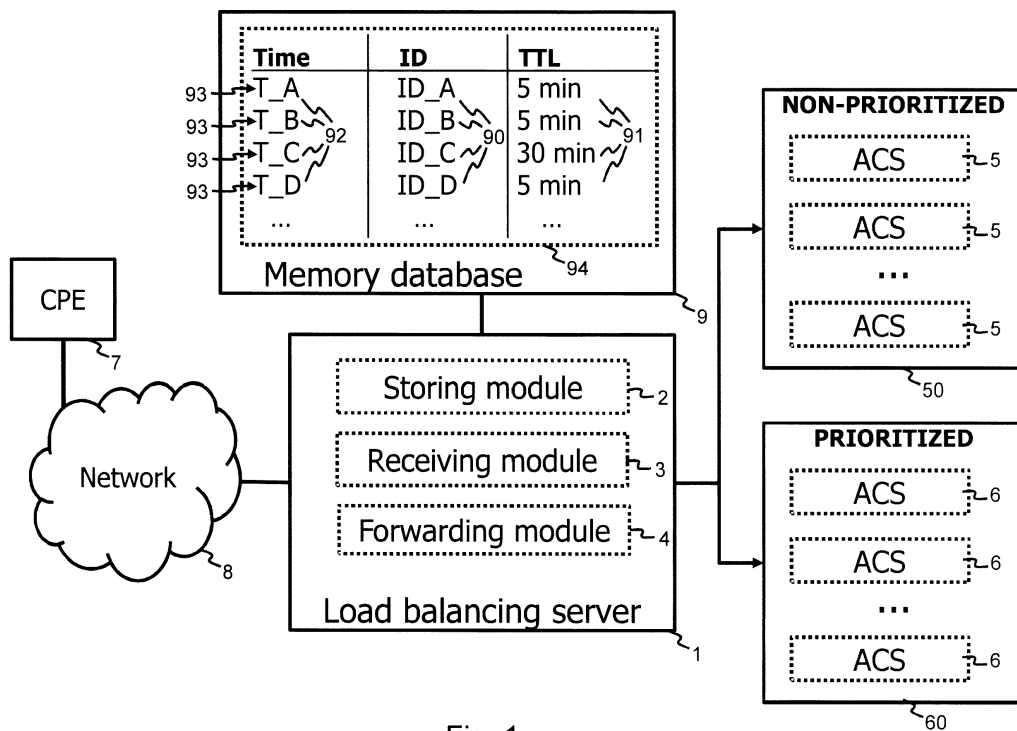 Time ID TTL
93 T_A ID_A 5 min
93 T_B 92 ID_B 90 5 min 91
93 T_C ID_C 30 min
93 T_D ID_D 5 min
... ... ...
94
Memory database
9
CPE
7
Network
8
Storing module 2
Receiving module 3
Forwarding module 4
Load balancing server
1
NON-PRIORITIZED
ACS 5
ACS 5
...
ACS 5
50
PRIORITIZED
ACS 6
ACS 6
...
ACS 6
60